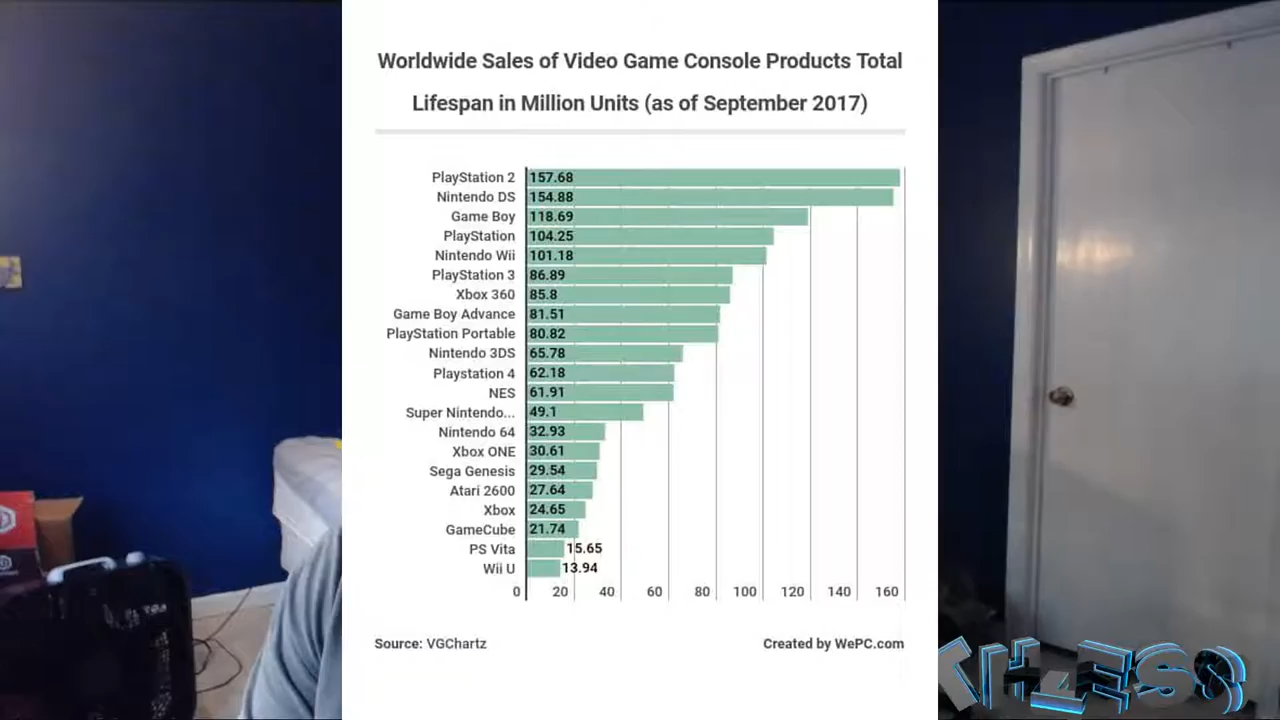 Worldwide Sales of Video Game Console Products Total
Lifespan in Million Units (as of September 2017)
PlayStation 2 157.68
Nintendo DS 154.88
Game Boy 118.69
PlayStation 104.25
Nintendo Wii 101.18
PlayStation 3 86.89
Xbox 360 85.8
Game Boy Advance 81.51
PlayStation Portable 80.82
Nintendo 3DS 65.78
Playstation 4 62.18
NES 61.91
Super Nintendo... 49.1
Nintendo 64 32.93
Xbox ONE 30.61
Sega Genesis 29.54
Atari 2600 27.64
Xbox 24.65
GameCube 21.74
PS Vita 15.65
Wii U 13.94
0 20 40 60 80 100 120 140 160
Source: VGChartz
Created by WePC.com